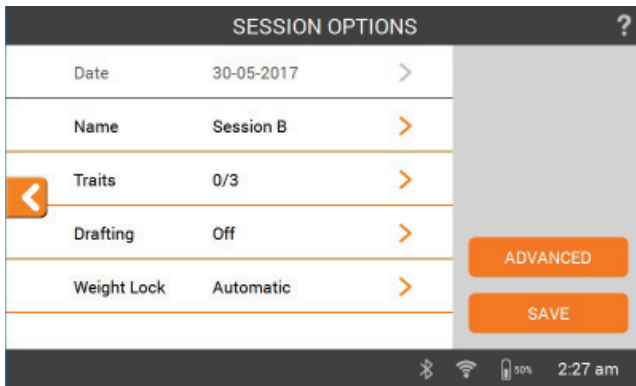 SESSION OPTIONS ?
Date 30-05-2017
Name Session B
Traits 0/3
Drafting Off
Weight Lock Automatic
ADVANCED
SAVE
50% 2:27 am